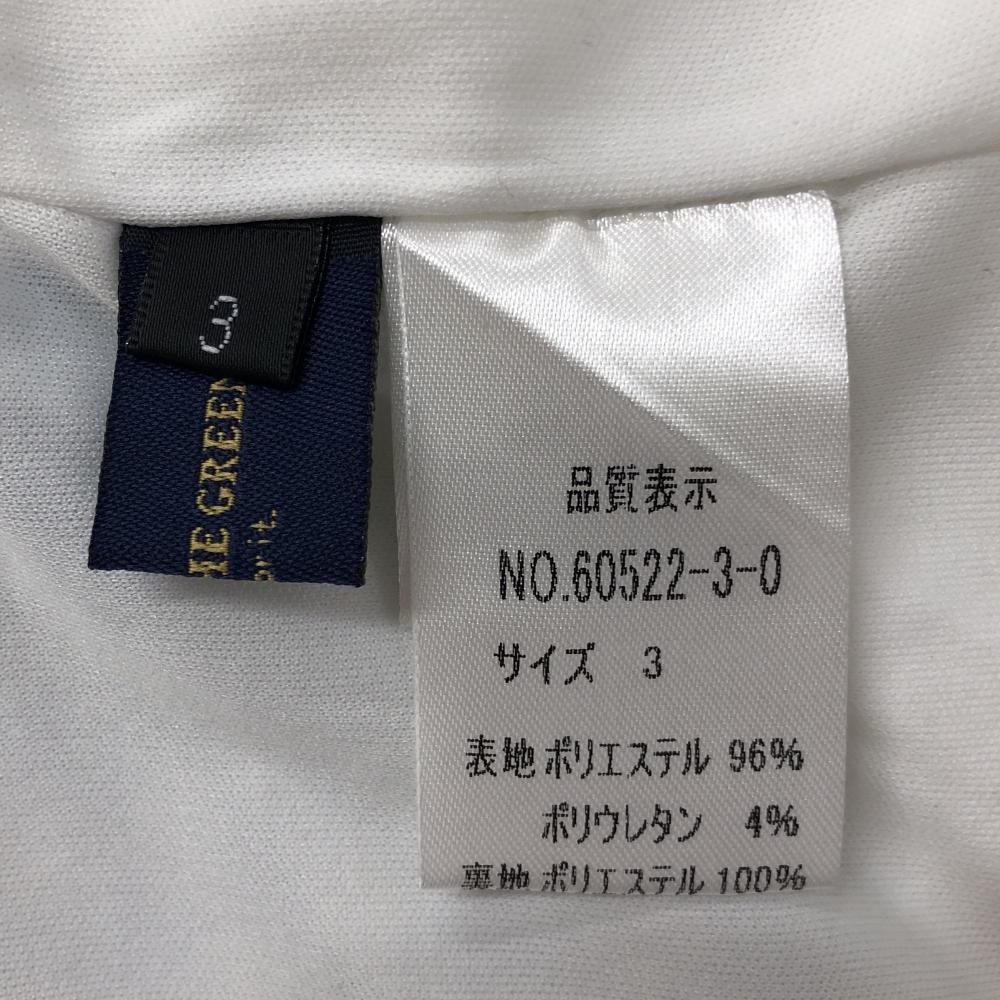 3
GREEN
品質表示
NO.60522-3-0
サイズ 3
表地 ポリエステル 96%
ポリウレタン 4%
裏地 ポリエステル 100%